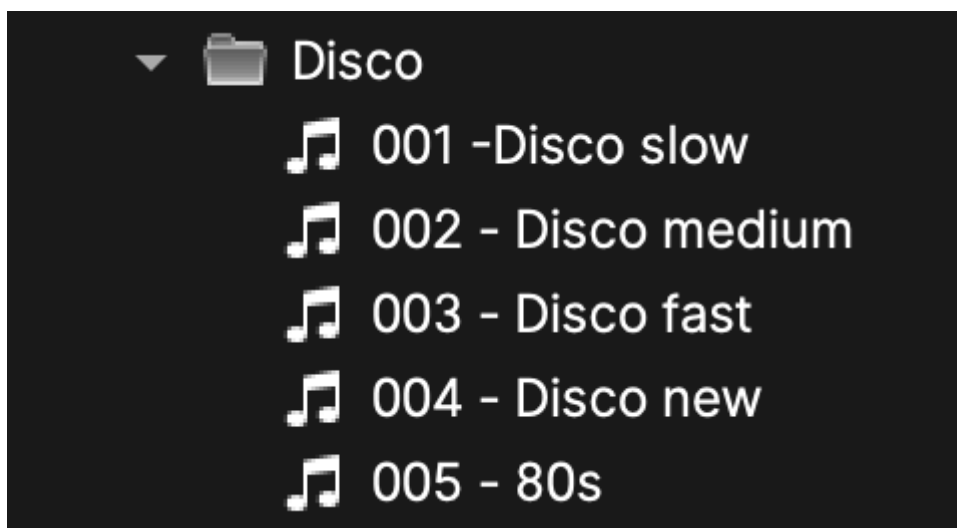 Disco
001 -Disco slow
002 - Disco medium
003 - Disco fast
004 - Disco new
005 - 80s